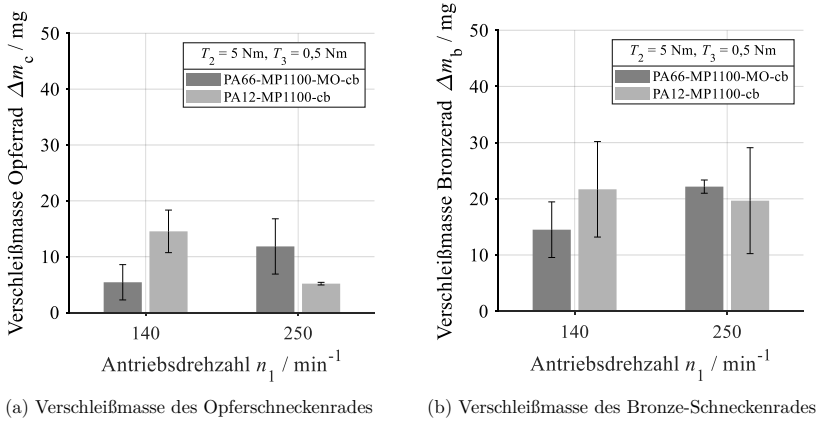 Verschleißmasse Opferrad Δm_c / mg
50
40
30
20
10
0
T_2 = 5 Nm, T_3 = 0,5 Nm
PA66-MP1100-MO-cb
PA12-MP1100-cb
140
250
Antriebsdrehzahl n_1 / min^-1
(a) Verschleißmasse des Opferschneckenrades
Verschleißmasse Bronzerad Δm_b / mg
50
40
30
20
10
0
T_2 = 5 Nm, T_3 = 0,5 Nm
PA66-MP1100-MO-cb
PA12-MP1100-cb
140
250
Antriebsdrehzahl n_1 / min^-1
(b) Verschleißmasse des Bronze-Schneckenrades